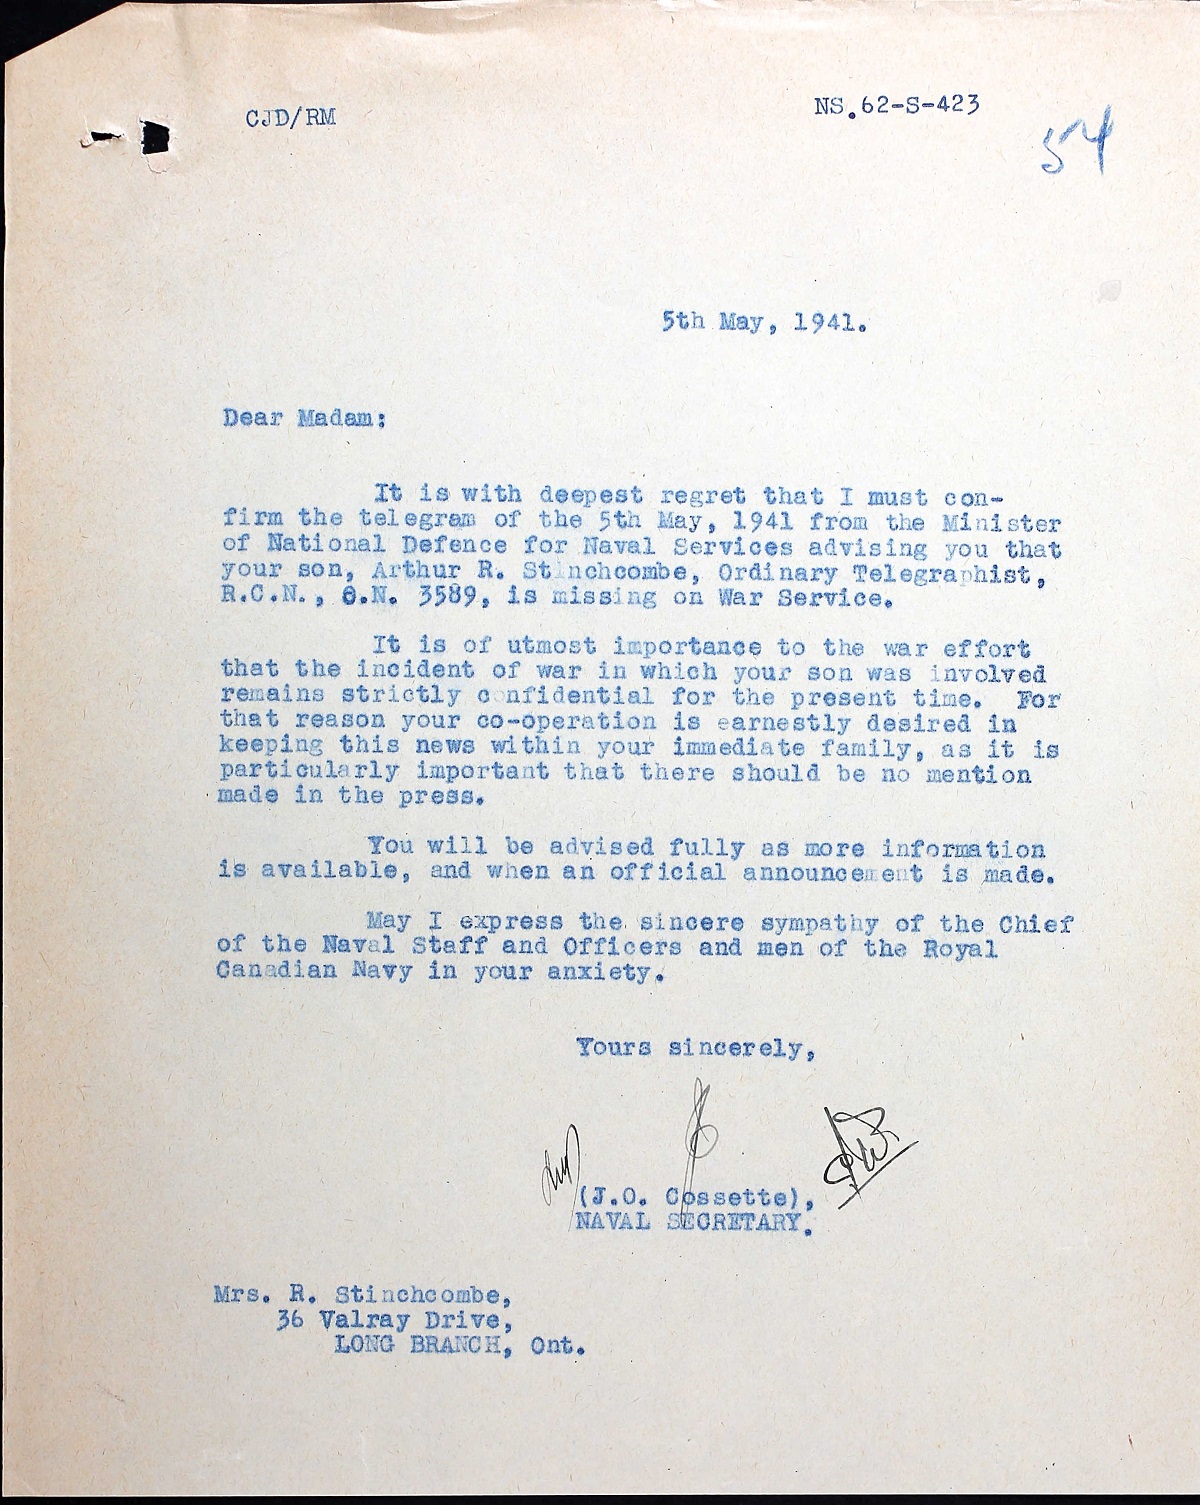 CJD/RM
NS.62-S-423
54
5th May, 1941.
Dear Madam:
It is with deepest regret that I must con-
firm the telegram of the 5th May, 1941 from the Minister
of National Defence for Naval Services advising you that
your son, Arthur R. Stinchcombe, Ordinary Telegraphist,
R.C.N., O.N. 3589, is missing on War Service.
It is of utmost importance to the war effort
that the incident of war in which your son was involved
remains strictly confidential for the present time. For
that reason your co-operation is earnestly desired in
keeping this news within your immediate family, as it is
particularly important that there should be no mention
made in the press.
You will be advised fully as more information
is available, and when an official announcement is made.
May I express the sincere sympathy of the Chief
of the Naval Staff and Officers and men of the Royal
Canadian Navy in your anxiety.
Yours sincerely,
(J.O. Cossette),
NAVAL SECRETARY.
Mrs. R. Stinchcombe,
36 Valray Drive,
LONG BRANCH, Ont.